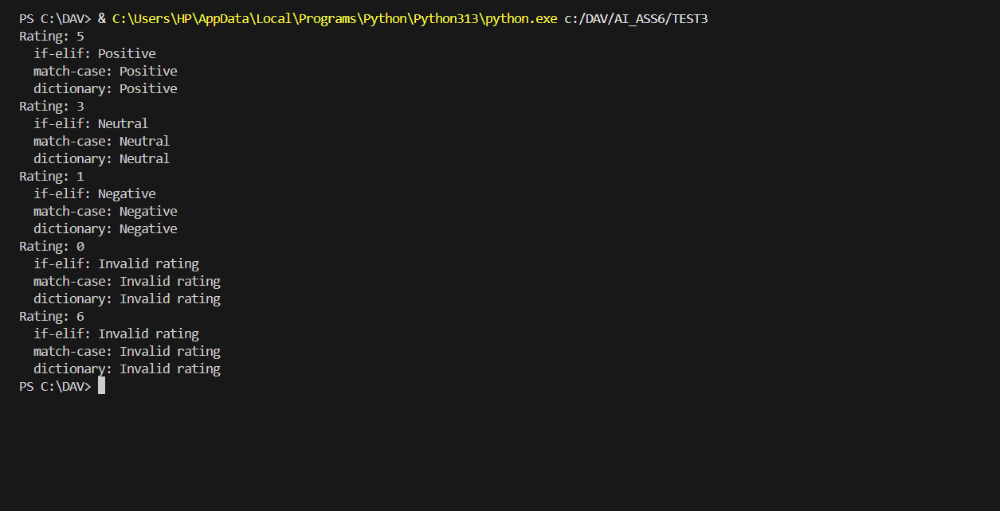 PS C:\DAV> & C:\Users\HP\AppData\Local\Programs\Python\Python313\python.exe c:/DAV/AI_ASS6/TEST3
Rating: 5
  if-elif: Positive
  match-case: Positive
  dictionary: Positive
Rating: 3
  if-elif: Neutral
  match-case: Neutral
  dictionary: Neutral
Rating: 1
  if-elif: Negative
  match-case: Negative
  dictionary: Negative
Rating: 0
  if-elif: Invalid rating
  match-case: Invalid rating
  dictionary: Invalid rating
Rating: 6
  if-elif: Invalid rating
  match-case: Invalid rating
  dictionary: Invalid rating
PS C:\DAV>